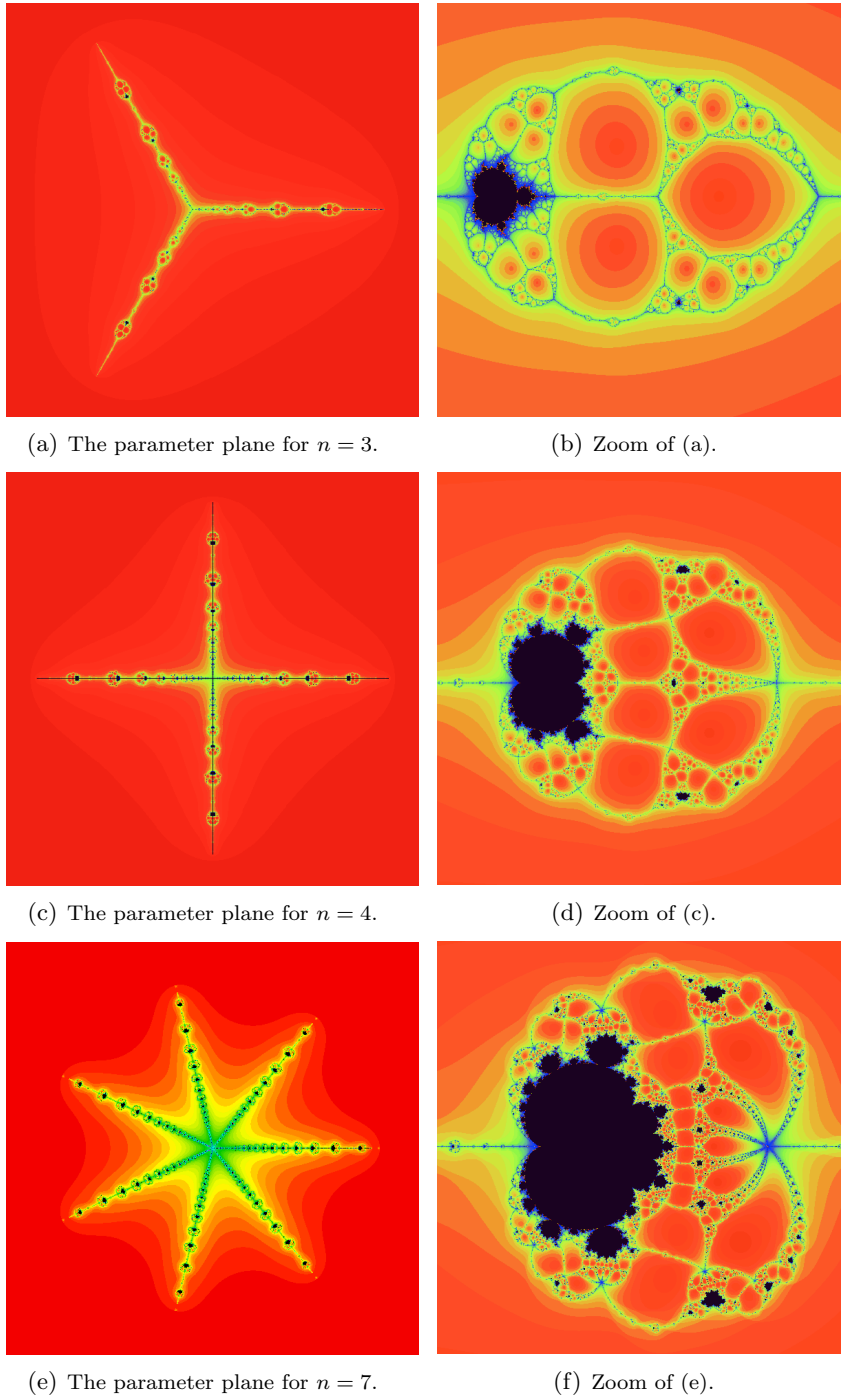 (a) The parameter plane for n = 3.
(b) Zoom of (a).
(c) The parameter plane for n = 4.
(d) Zoom of (c).
(e) The parameter plane for n = 7.
(f) Zoom of (e).